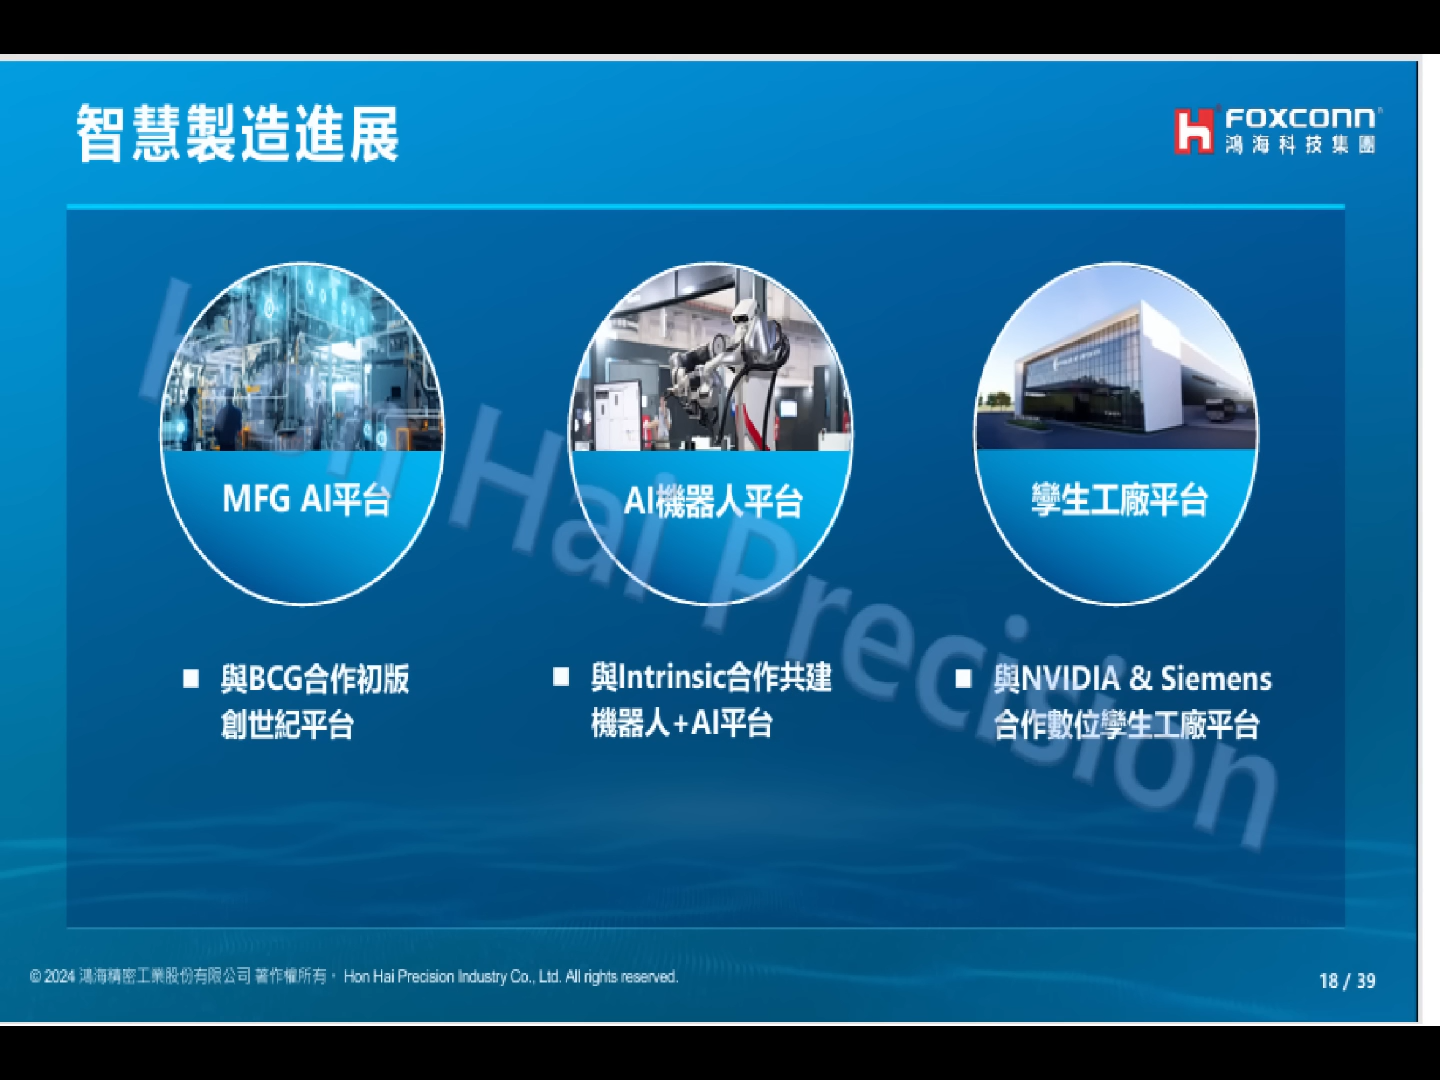 智慧製造進展
FOXCONN
鴻海科技集團
MFG AI平台
AI機器人平台
孿生工廠平台
■ 與BCG合作初版
創世紀平台
■ 與Intrinsic合作共建
機器人+AI平台
■ 與NVIDIA & Siemens
合作數位孿生工廠平台
Hon Hai Precision
© 2024 鴻海精密工業股份有限公司 著作權所有。 Hon Hai Precision Industry Co., Ltd. All rights reserved.
18 / 39